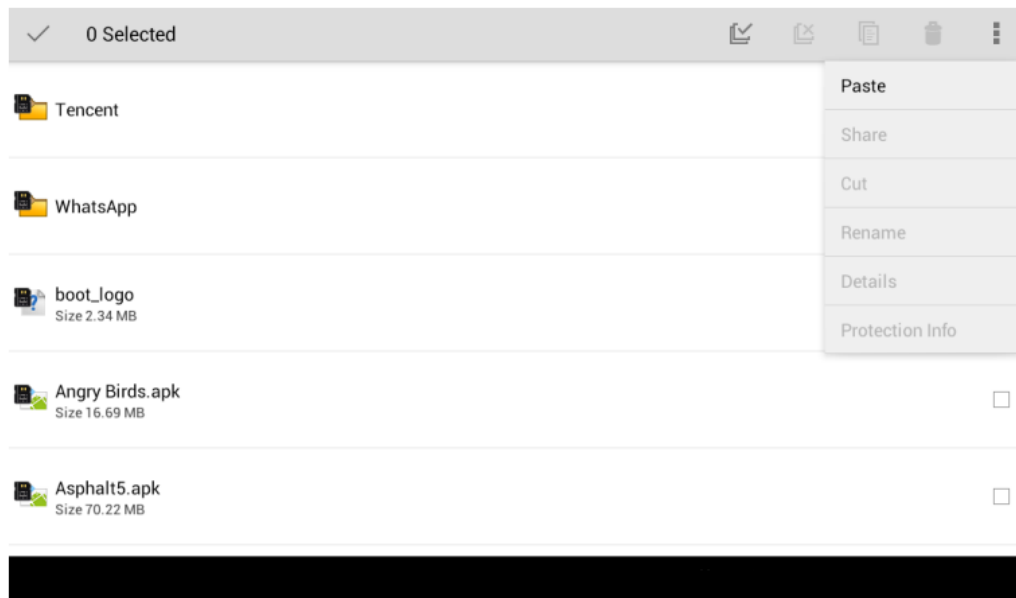 0 Selected
Paste
Tencent
Share
Cut
WhatsApp
Rename
Details
boot_logo
Size 2.34 MB
Protection Info
Angry Birds.apk
Size 16.69 MB
Asphalt5.apk
Size 70.22 MB